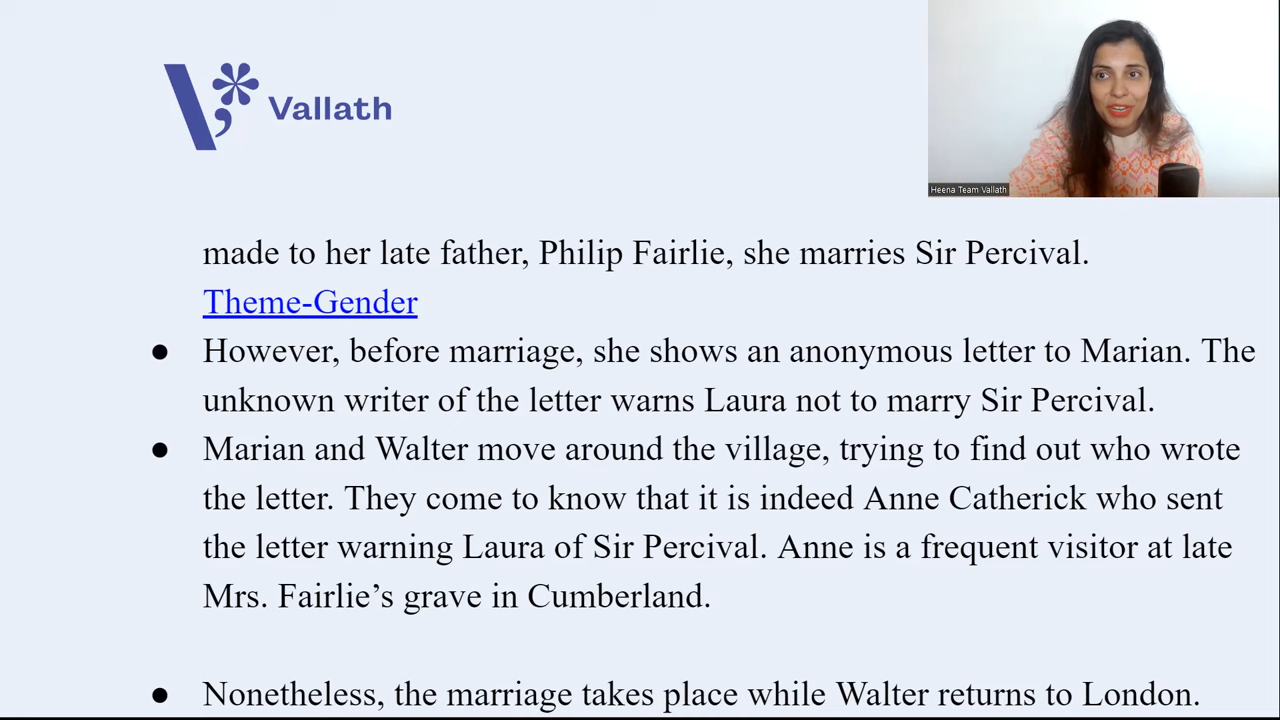 Vallath
Heena Team Vallath
made to her late father, Philip Fairlie, she marries Sir Percival.
Theme-Gender
● However, before marriage, she shows an anonymous letter to Marian. The
unknown writer of the letter warns Laura not to marry Sir Percival.
● Marian and Walter move around the village, trying to find out who wrote
the letter. They come to know that it is indeed Anne Catherick who sent
the letter warning Laura of Sir Percival. Anne is a frequent visitor at late
Mrs. Fairlie’s grave in Cumberland.
● Nonetheless, the marriage takes place while Walter returns to London.